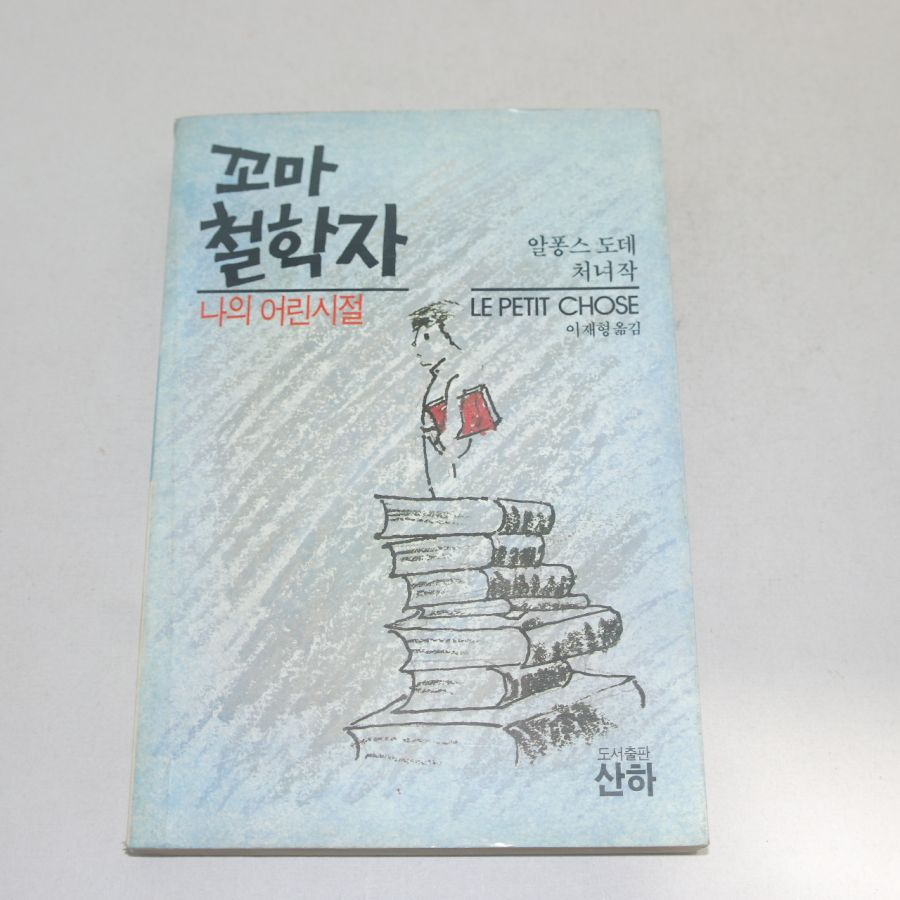 꼬마
철학자
나의 어린시절
알퐁스 도데
처녀작
LE PETIT CHOSE
이재형 옮김
도서출판
산하